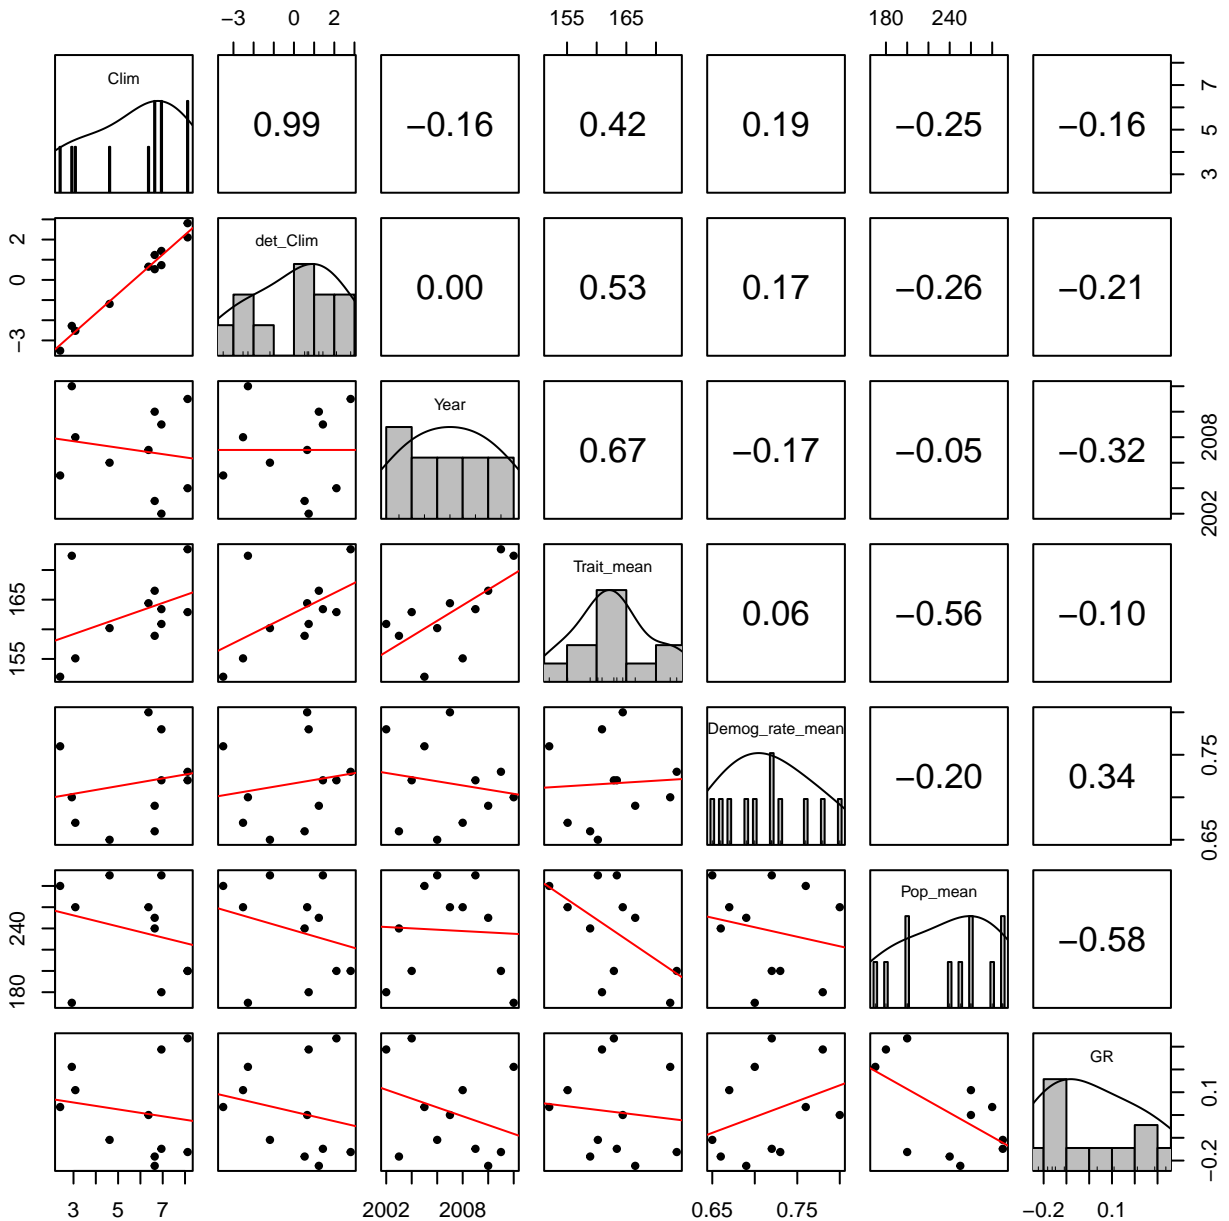 −3 0 2 155 165 180 240
Clim 0.99 −0.16 0.42 0.19 −0.25 −0.16 3 5 7
−3 0 2 det_Clim 0.00 0.53 0.17 −0.26 −0.21
Year 0.67 −0.17 −0.05 −0.32 2002 2008
155 165 Trait_mean 0.06 −0.56 −0.10
Demog_rate_mean −0.20 0.34 0.65 0.75
180 240 Pop_mean −0.58
GR −0.2 0.1
3 5 7 2002 2008 0.65 0.75 −0.2 0.1